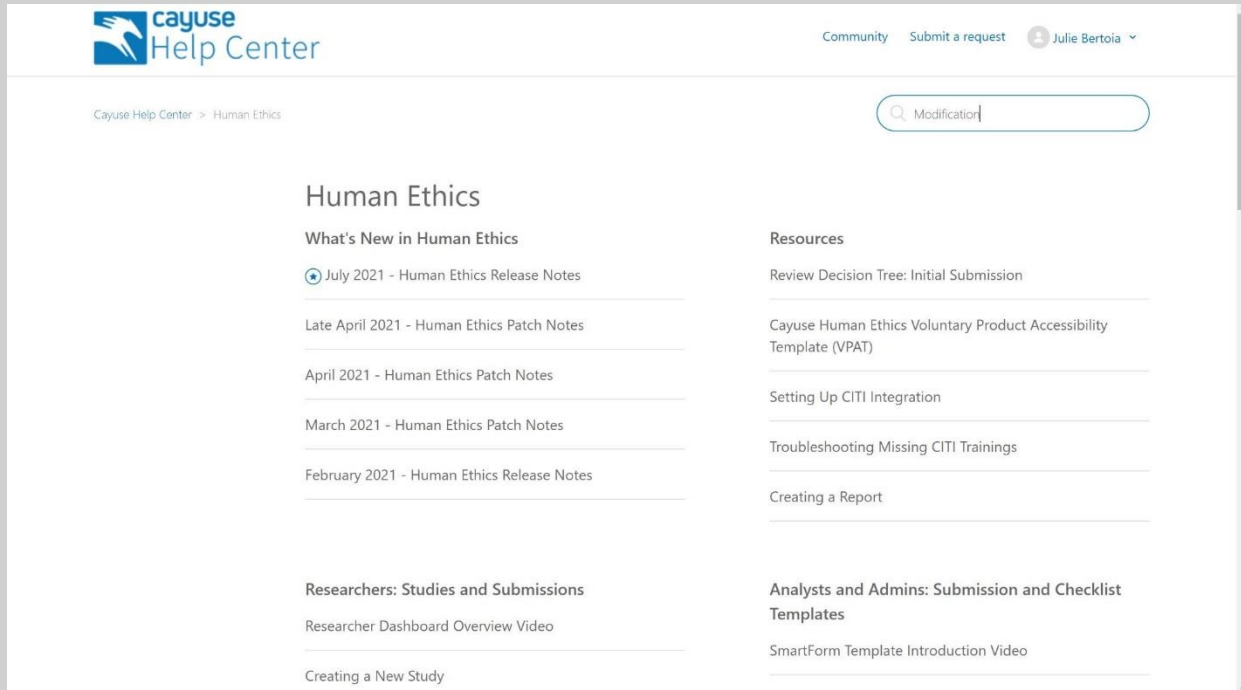 cayuse
Help Center
Community Submit a request Julie Bertoia
Cayuse Help Center > Human Ethics
Modification
Human Ethics
What's New in Human Ethics
July 2021 - Human Ethics Release Notes
Late April 2021 - Human Ethics Patch Notes
April 2021 - Human Ethics Patch Notes
March 2021 - Human Ethics Patch Notes
February 2021 - Human Ethics Release Notes
Resources
Review Decision Tree: Initial Submission
Cayuse Human Ethics Voluntary Product Accessibility
Template (VPAT)
Setting Up CITI Integration
Troubleshooting Missing CITI Trainings
Creating a Report
Researchers: Studies and Submissions
Researcher Dashboard Overview Video
Creating a New Study
Analysts and Admins: Submission and Checklist
Templates
SmartForm Template Introduction Video